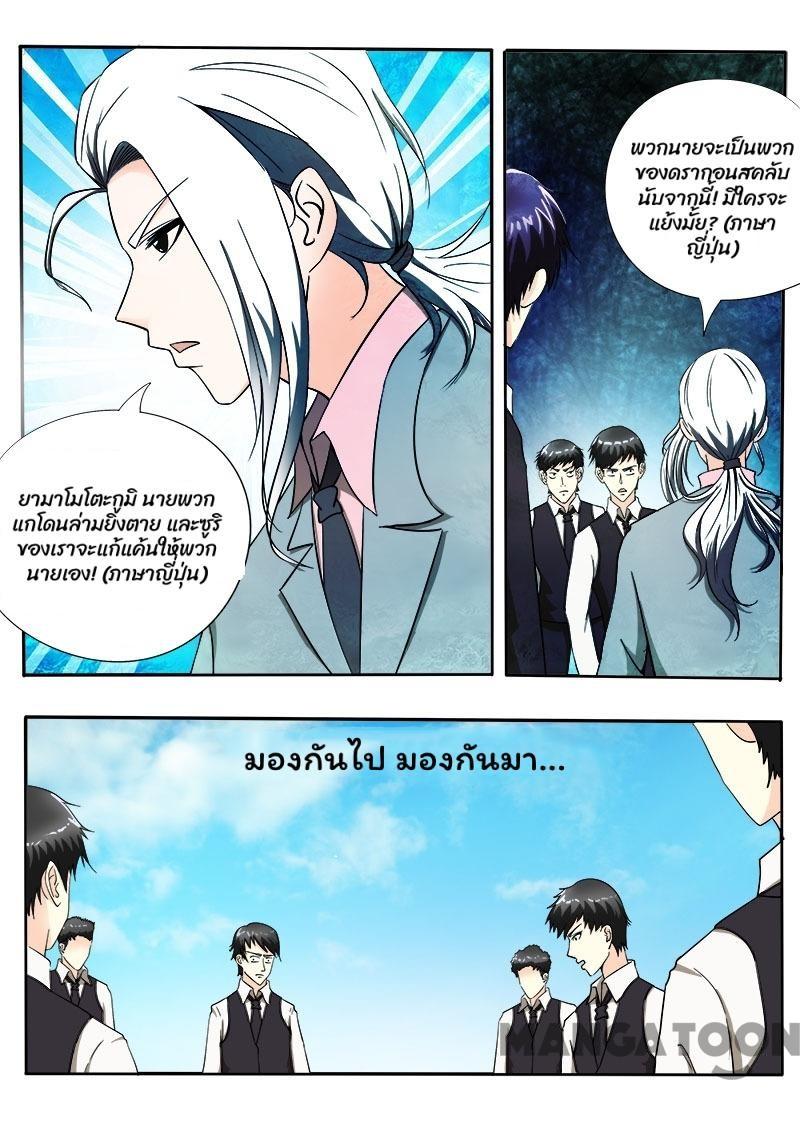 ยามาโมโตะกูมิ นายพวก
แกโดนล่ามยิงตาย และซูริ
ของเราจะแก้แค้นให้พวก
นายเอง! (ภาษาญี่ปุ่น)
พวกนายจะเป็นพวก
ของดรากอนสคลับ
นับจากนี้! มีใครจะ
แย้งมั้ย? (ภาษา
ญี่ปุ่น)
มองกันไป มองกันมา...
MANGATOON